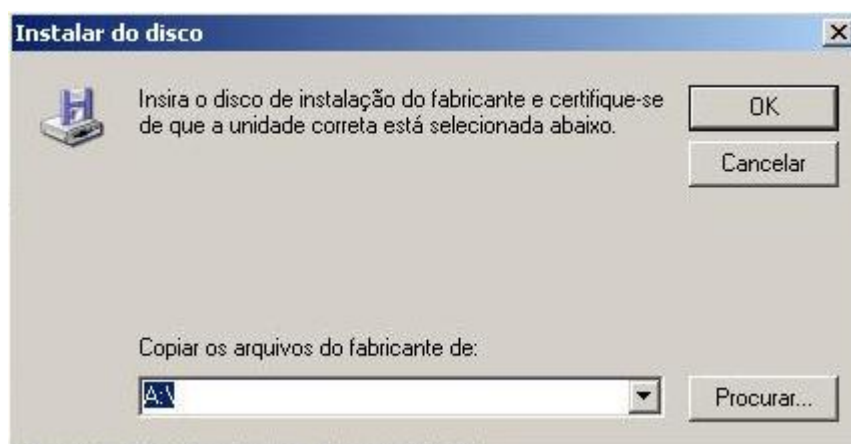 Instalar do disco
Insira o disco de instalação do fabricante e certifique-se
de que a unidade correta está selecionada abaixo.
OK
Cancelar
Copiar os arquivos do fabricante de:
A:\
Procurar...